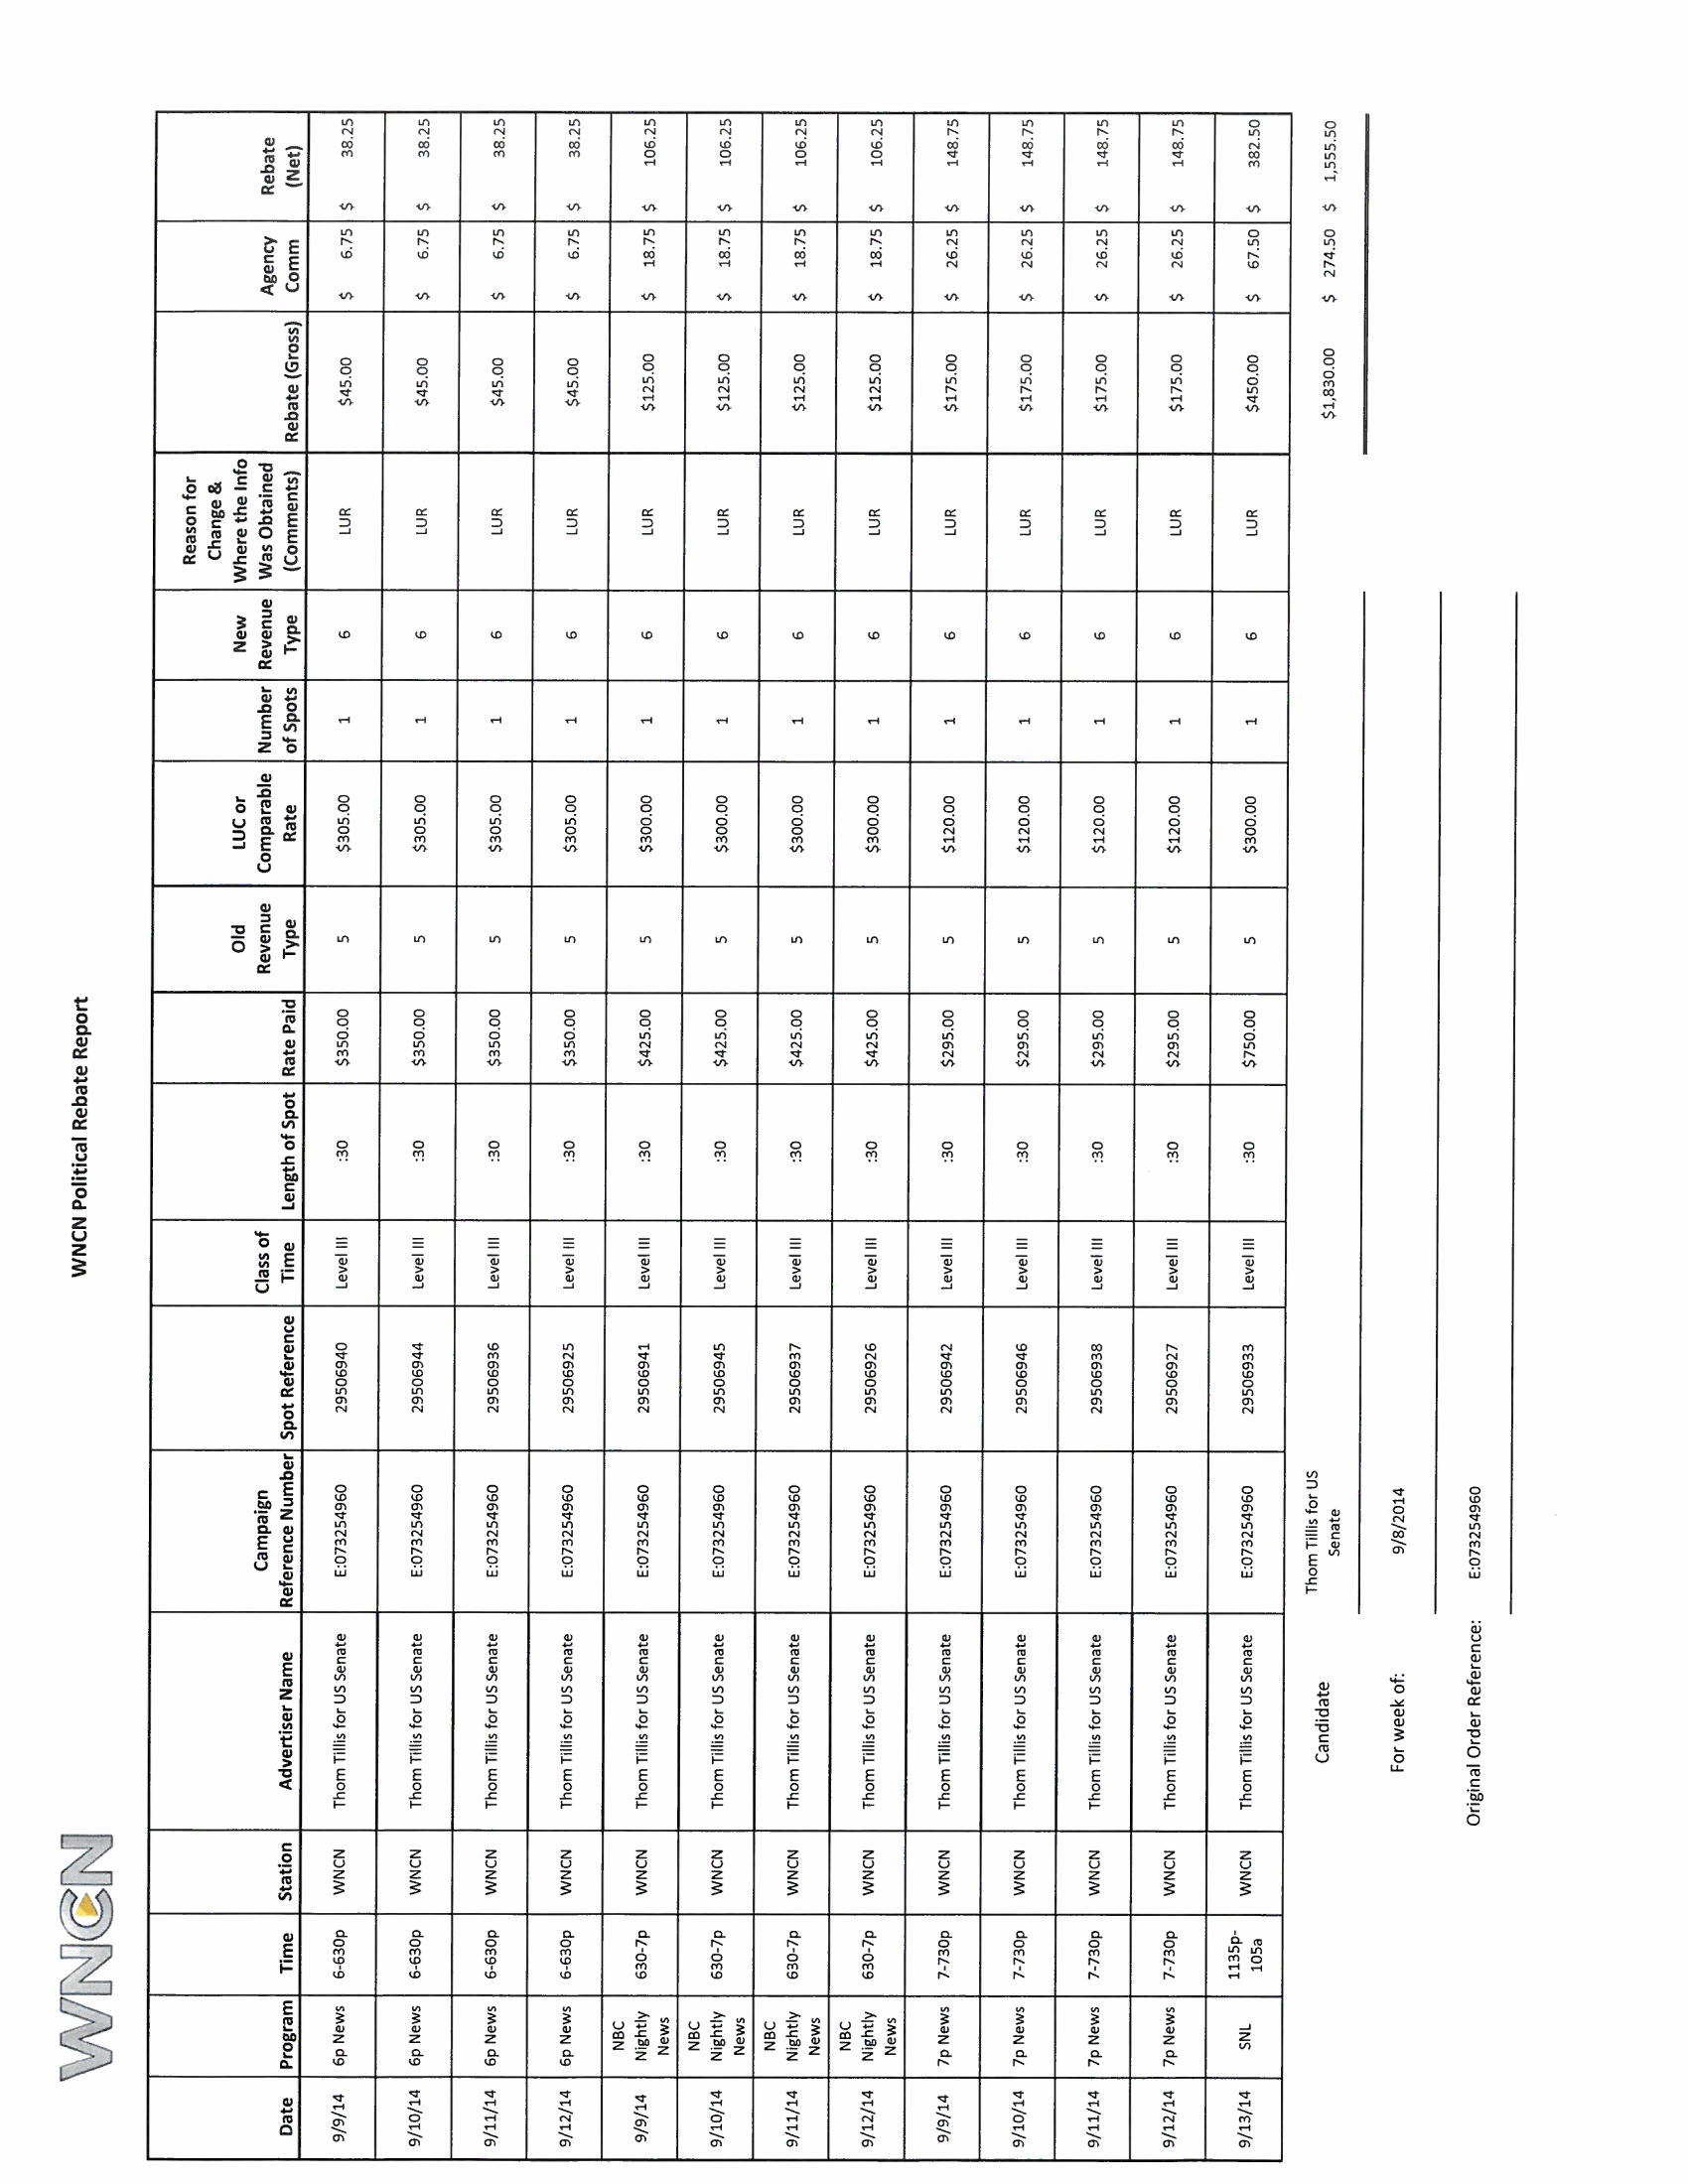 WNCN
WNCN Political Rebate Report
Date Program Time Station Advertiser Name Campaign Reference Number Spot Reference Class of Time Length of Spot Rate Paid Old Revenue Type LUC or Comparable Rate Number of Spots New Revenue Type Reason for Change & Where the Info Was Obtained (Comments) Rebate (Gross) Agency Comm Rebate (Net)
9/9/14 6p News 6-630p WNCN Thom Tillis for US Senate E:073254960 29506940 Level III :30 $350.00 5 $305.00 1 6 LUR $45.00 $ 6.75 $ 38.25
9/10/14 6p News 6-630p WNCN Thom Tillis for US Senate E:073254960 29506944 Level III :30 $350.00 5 $305.00 1 6 LUR $45.00 $ 6.75 $ 38.25
9/11/14 6p News 6-630p WNCN Thom Tillis for US Senate E:073254960 29506936 Level III :30 $350.00 5 $305.00 1 6 LUR $45.00 $ 6.75 $ 38.25
9/12/14 6p News 6-630p WNCN Thom Tillis for US Senate E:073254960 29506925 Level III :30 $350.00 5 $305.00 1 6 LUR $45.00 $ 6.75 $ 38.25
9/9/14 NBC Nightly News 630-7p WNCN Thom Tillis for US Senate E:073254960 29506941 Level III :30 $425.00 5 $300.00 1 6 LUR $125.00 $ 18.75 $ 106.25
9/10/14 NBC Nightly News 630-7p WNCN Thom Tillis for US Senate E:073254960 29506945 Level III :30 $425.00 5 $300.00 1 6 LUR $125.00 $ 18.75 $ 106.25
9/11/14 NBC Nightly News 630-7p WNCN Thom Tillis for US Senate E:073254960 29506937 Level III :30 $425.00 5 $300.00 1 6 LUR $125.00 $ 18.75 $ 106.25
9/12/14 NBC Nightly News 630-7p WNCN Thom Tillis for US Senate E:073254960 29506926 Level III :30 $425.00 5 $300.00 1 6 LUR $125.00 $ 18.75 $ 106.25
9/9/14 7p News 7-730p WNCN Thom Tillis for US Senate E:073254960 29506942 Level III :30 $295.00 5 $120.00 1 6 LUR $175.00 $ 26.25 $ 148.75
9/10/14 7p News 7-730p WNCN Thom Tillis for US Senate E:073254960 29506946 Level III :30 $295.00 5 $120.00 1 6 LUR $175.00 $ 26.25 $ 148.75
9/11/14 7p News 7-730p WNCN Thom Tillis for US Senate E:073254960 29506938 Level III :30 $295.00 5 $120.00 1 6 LUR $175.00 $ 26.25 $ 148.75
9/12/14 7p News 7-730p WNCN Thom Tillis for US Senate E:073254960 29506927 Level III :30 $295.00 5 $120.00 1 6 LUR $175.00 $ 26.25 $ 148.75
9/13/14 SNL 1135p-105a WNCN Thom Tillis for US Senate E:073254960 29506933 Level III :30 $750.00 5 $300.00 1 6 LUR $450.00 $ 67.50 $ 382.50
Candidate Thom Tillis for US Senate $1,830.00 $ 274.50 $ 1,555.50
For week of: 9/8/2014
Original Order Reference: E:073254960